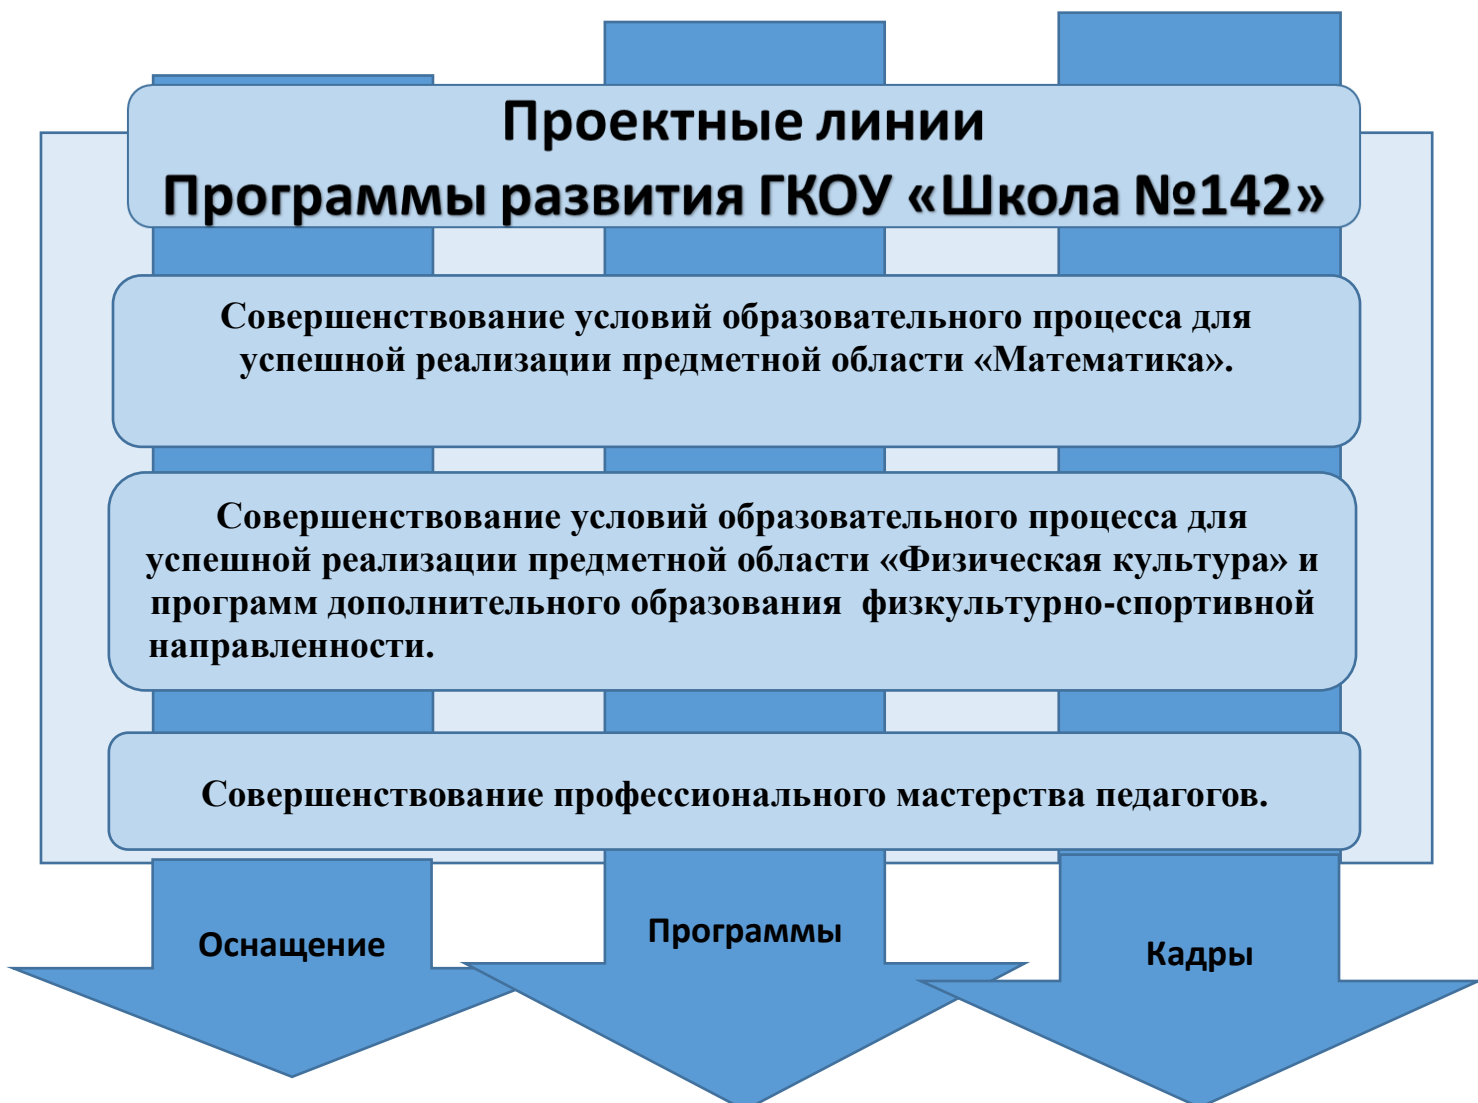 Проектные линии
Программы развития ГКОУ «Школа №142»
Совершенствование условий образовательного процесса для
успешной реализации предметной области «Математика».
Совершенствование условий образовательного процесса для
успешной реализации предметной области «Физическая культура» и
программ дополнительного образования физкультурно-спортивной
направленности.
Совершенствование профессионального мастерства педагогов.
Оснащение
Программы
Кадры